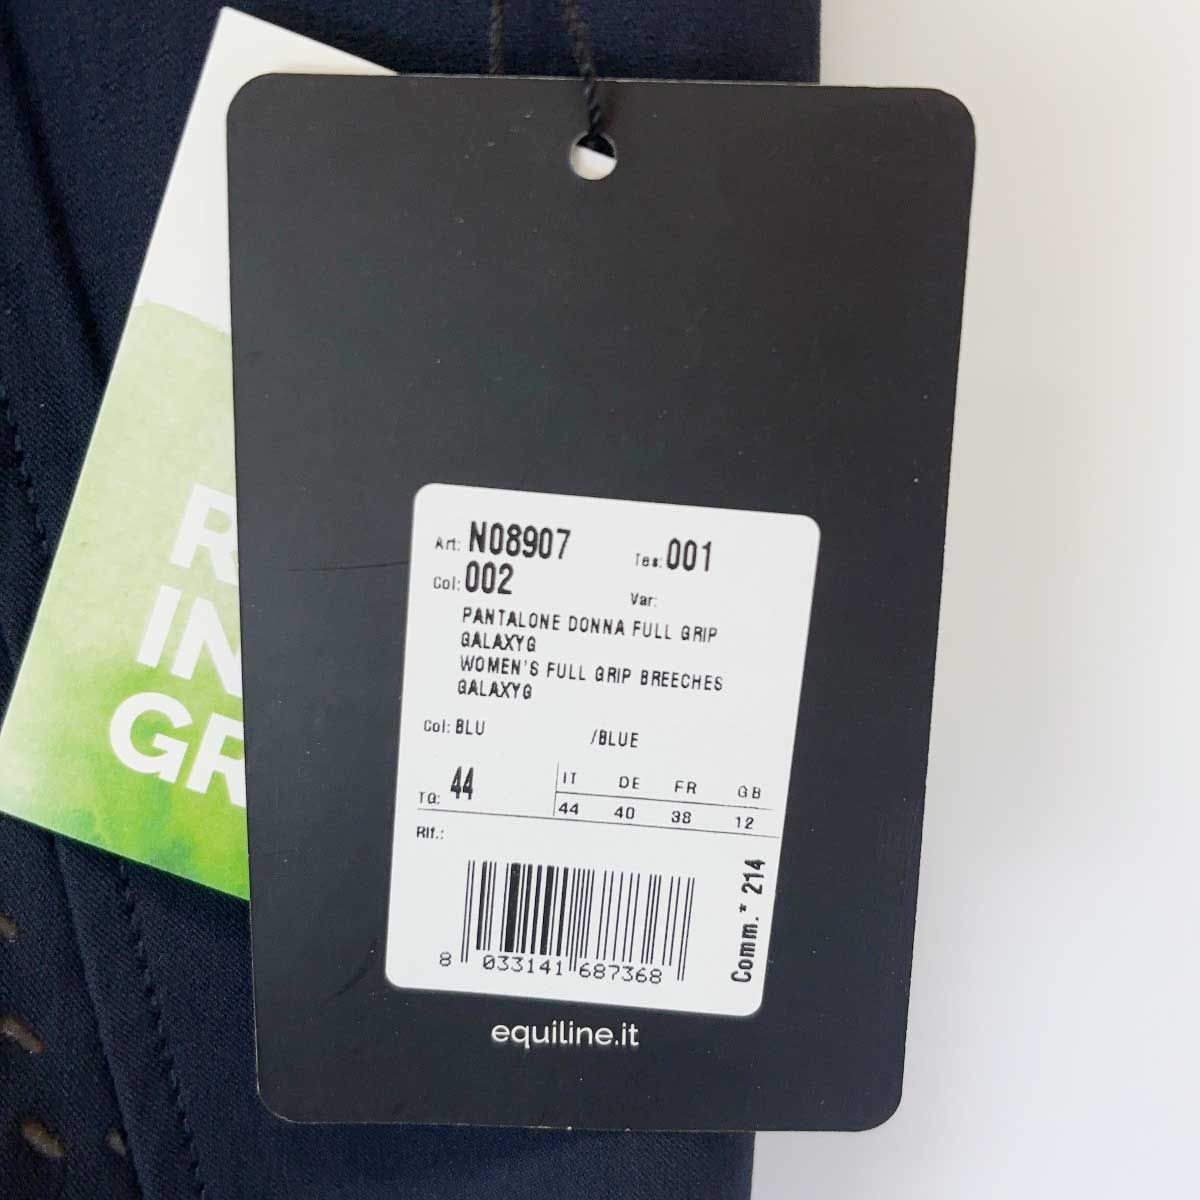 IN
Art: N08907 Tes: 001
Col: 002 Var:
PANTALONE DONNA FULL GRIP
GALAXYG
WOMEN'S FULL GRIP BREECHES
GALAXYG
Col: BLU /BLUE
TG: 44
IT DE FR GB
44 40 38 12
Rif.:
Comm.* 214
8 033141 687368
equiline.it